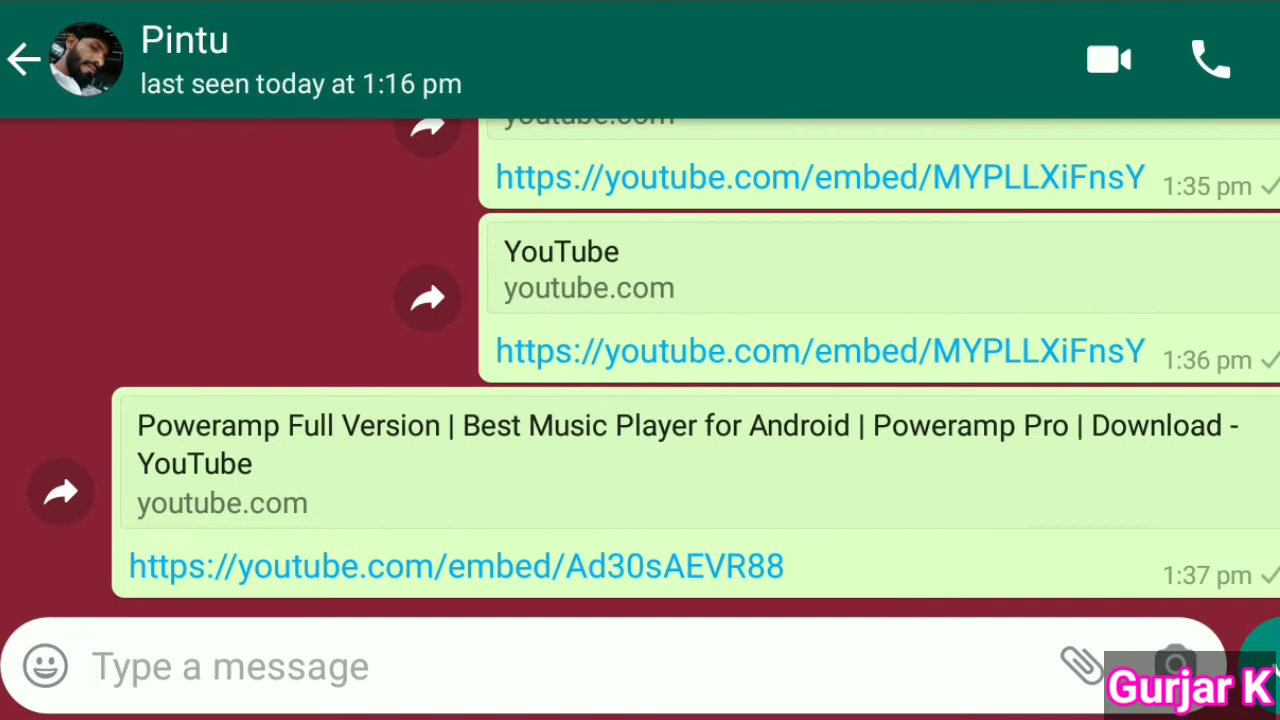 Pintu
last seen today at 1:16 pm
youtube.com
https://youtube.com/embed/MYPLLXiFnsY 1:35 pm
YouTube
youtube.com
https://youtube.com/embed/MYPLLXiFnsY 1:36 pm
Poweramp Full Version | Best Music Player for Android | Poweramp Pro | Download -
YouTube
youtube.com
https://youtube.com/embed/Ad30sAEVR88 1:37 pm
Type a message
Gurjar K